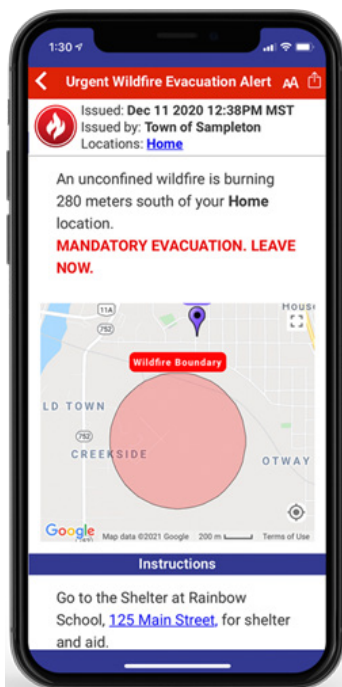 1:30
Urgent Wildfire Evacuation Alert AA
Issued: Dec 11 2020 12:38PM MST
Issued by: Town of Sampleton
Locations: Home
An unconfined wildfire is burning
280 meters south of your Home
location.
MANDATORY EVACUATION. LEAVE
NOW.
11A
752
Wildfire Boundary
LD TOWN
752
CREEKSIDE
OTWAY
Google
Map data ©2021 Google 200 m Terms of Use
Instructions
Go to the Shelter at Rainbow
School, 125 Main Street, for shelter
and aid.